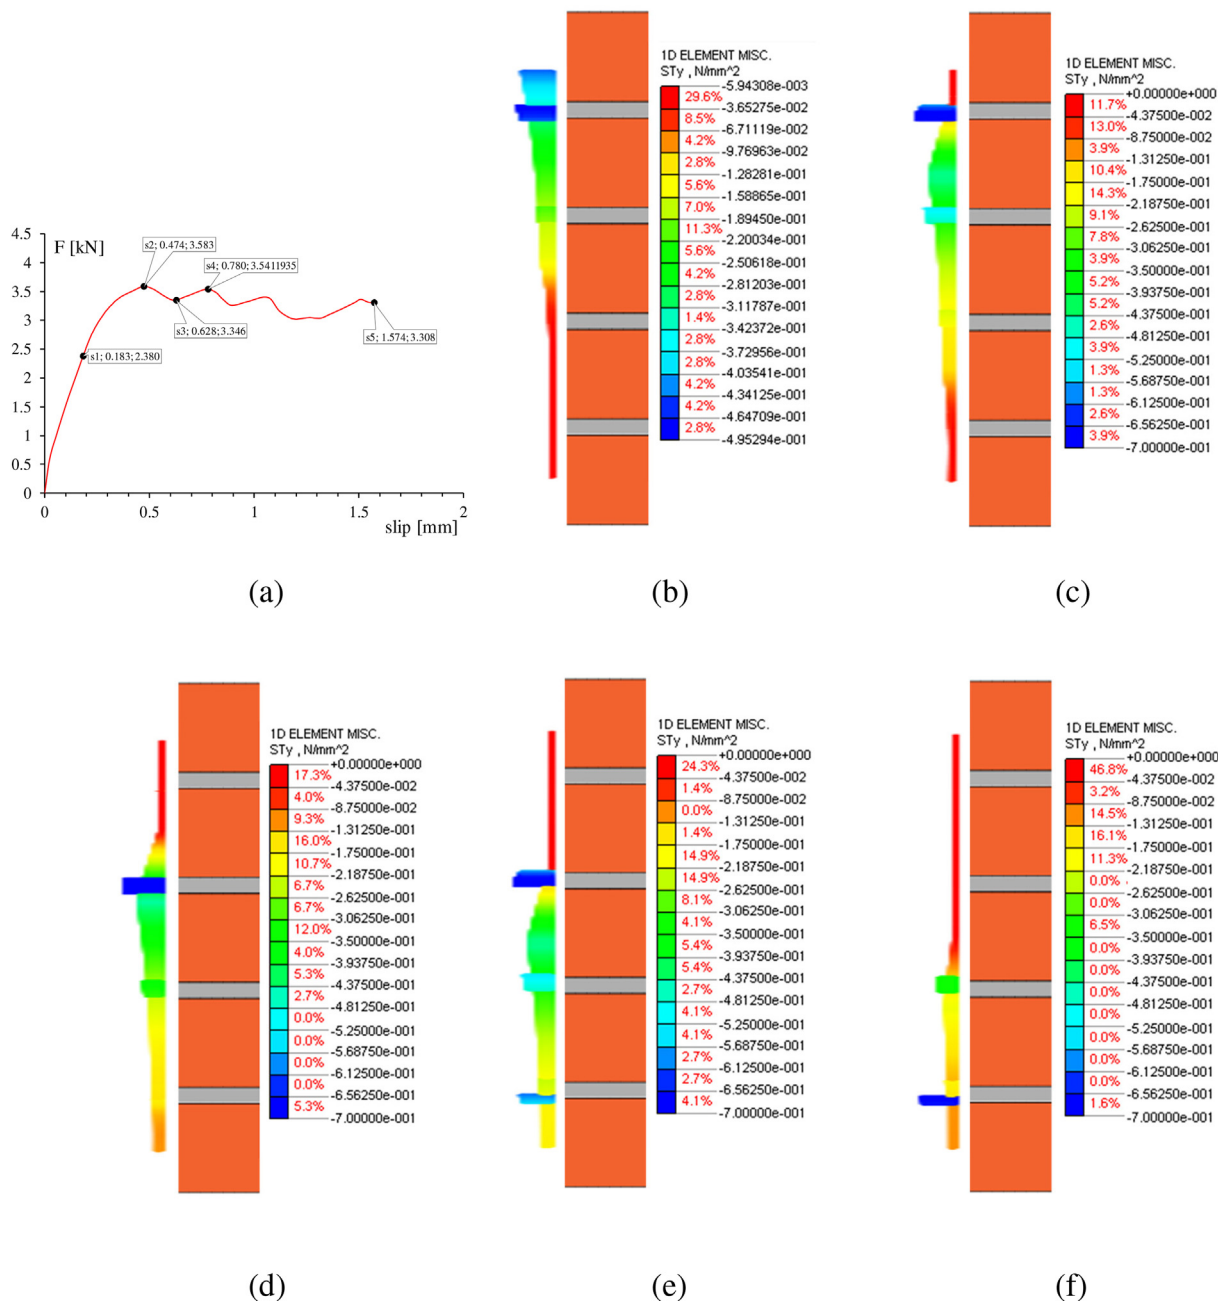 4.5
F [kN]
s2; 0.474; 3.583
s4; 0.780; 3.5411935
4
3.5
3
s3; 0.628; 3.346
s5; 1.574; 3.308
2.5
s1; 0.183; 2.380
2
1.5
1
0.5
0
0
0.5
1
1.5
2
slip [mm]
(a)
1D ELEMENT MISC.
STy , N/mm^2
-5.94308e-003
29.6%
-3.65275e-002
8.5%
-6.71119e-002
4.2%
-9.76963e-002
2.8%
-1.28281e-001
5.6%
-1.58865e-001
7.0%
-1.89450e-001
11.3%
-2.20034e-001
5.6%
-2.50618e-001
4.2%
-2.81203e-001
2.8%
-3.11787e-001
1.4%
-3.42372e-001
2.8%
-3.72956e-001
2.8%
-4.03541e-001
4.2%
-4.34125e-001
4.2%
-4.64709e-001
2.8%
-4.95294e-001
(b)
1D ELEMENT MISC.
STy , N/mm^2
+0.00000e+000
11.7%
-4.37500e-002
13.0%
-8.75000e-002
3.9%
-1.31250e-001
10.4%
-1.75000e-001
14.3%
-2.18750e-001
9.1%
-2.62500e-001
7.8%
-3.06250e-001
3.9%
-3.50000e-001
5.2%
-3.93750e-001
5.2%
-4.37500e-001
2.6%
-4.81250e-001
3.9%
-5.25000e-001
1.3%
-5.68750e-001
1.3%
-6.12500e-001
2.6%
-6.56250e-001
3.9%
-7.00000e-001
(c)
1D ELEMENT MISC.
STy , N/mm^2
+0.00000e+000
17.3%
-4.37500e-002
4.0%
-8.75000e-002
9.3%
-1.31250e-001
16.0%
-1.75000e-001
10.7%
-2.18750e-001
6.7%
-2.62500e-001
6.7%
-3.06250e-001
12.0%
-3.50000e-001
4.0%
-3.93750e-001
5.3%
-4.37500e-001
2.7%
-4.81250e-001
0.0%
-5.25000e-001
0.0%
-5.68750e-001
0.0%
-6.12500e-001
0.0%
-6.56250e-001
5.3%
-7.00000e-001
(d)
1D ELEMENT MISC.
STy , N/mm^2
+0.00000e+000
24.3%
-4.37500e-002
1.4%
-8.75000e-002
0.0%
-1.31250e-001
1.4%
-1.75000e-001
14.9%
-2.18750e-001
14.9%
-2.62500e-001
8.1%
-3.06250e-001
4.1%
-3.50000e-001
5.4%
-3.93750e-001
5.4%
-4.37500e-001
2.7%
-4.81250e-001
4.1%
-5.25000e-001
4.1%
-5.68750e-001
2.7%
-6.12500e-001
2.7%
-6.56250e-001
4.1%
-7.00000e-001
(e)
1D ELEMENT MISC.
STy , N/mm^2
+0.00000e+000
46.8%
-4.37500e-002
3.2%
-8.75000e-002
14.5%
-1.31250e-001
16.1%
-1.75000e-001
11.3%
-2.18750e-001
0.0%
-2.62500e-001
0.0%
-3.06250e-001
6.5%
-3.50000e-001
0.0%
-3.93750e-001
0.0%
-4.37500e-001
0.0%
-4.81250e-001
0.0%
-5.25000e-001
0.0%
-5.68750e-001
0.0%
-6.12500e-001
0.0%
-6.56250e-001
1.6%
-7.00000e-001
(f)